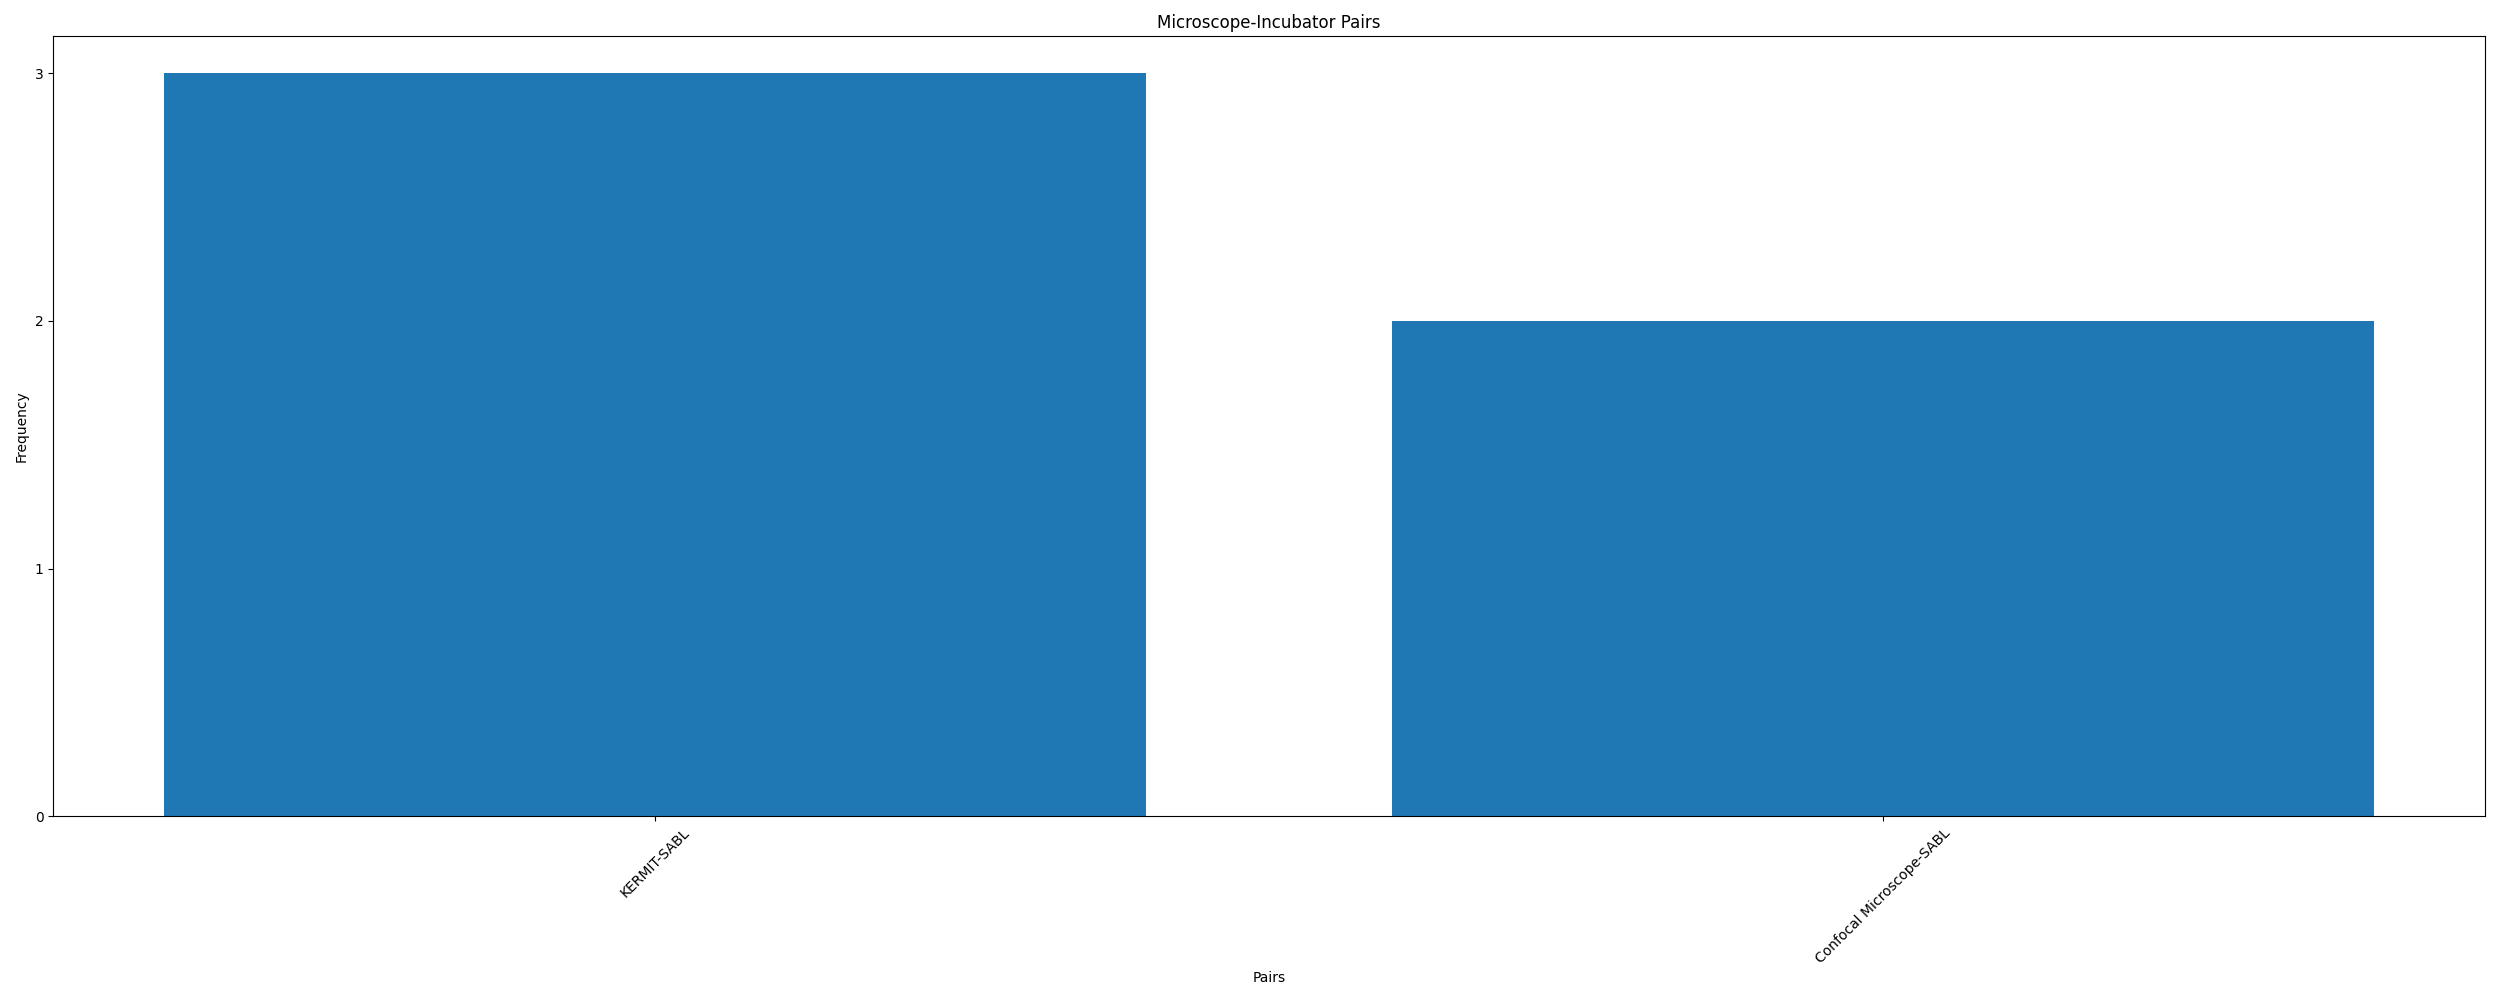 Microscope-Incubator Pairs
Frequency
3
2
1
0
KERMIT-SABL
Confocal Microscope-SABL
Pairs